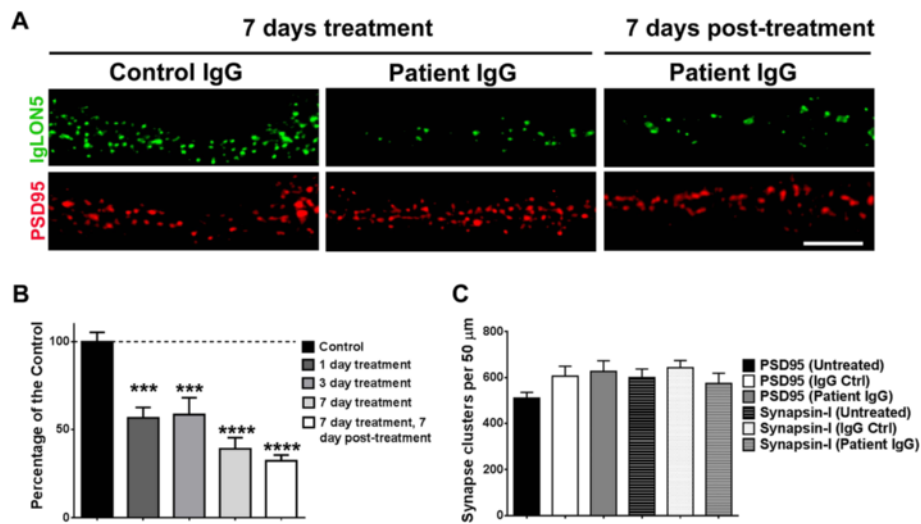 A
7 days treatment
7 days post-treatment
Control IgG
Patient IgG
Patient IgG
IgLON5
PSD95
B
Percentage of the Control
100
50
0
***
***
****
****
Control
1 day treatment
3 day treatment
7 day treatment
7 day treatment, 7
day post-treatment
C
Synapse clusters per 50 μm
800
600
400
200
0
PSD95 (Untreated)
PSD95 (IgG Ctrl)
PSD95 (Patient IgG)
Synapsin-I (Untreated)
Synapsin-I (IgG Ctrl)
Synapsin-I (Patient IgG)